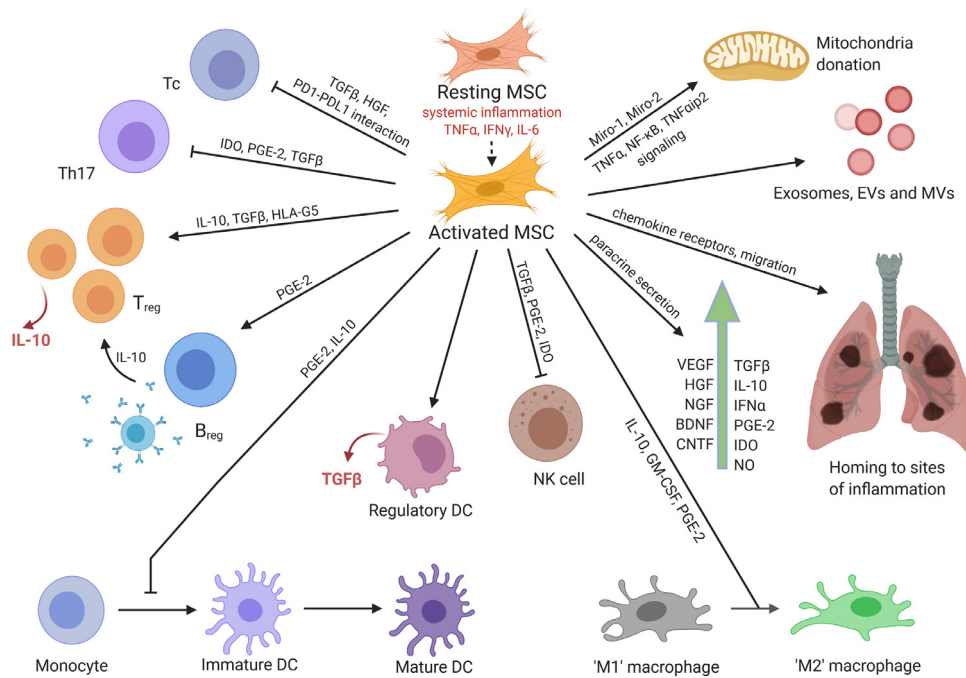 Resting MSC
systemic inflammation
TNFα, IFNγ, IL-6
Activated MSC
Tc
TGFβ, HGF,
PD1-PDL1 interaction
Th17
IDO, PGE-2, TGFβ
IL-10, TGFβ, HLA-G5
Treg
IL-10
PGE-2
IL-10
Breg
PGE-2, IL-10
TGFβ
Regulatory DC
TGFβ, PGE-2, IDO
NK cell
Mitochondria
donation
Miro-1, Miro-2
TNFα, NF-κB, TNFαip2
signaling
Exosomes, EVs and MVs
chemokine receptors, migration
paracrine secretion
VEGF
HGF
NGF
BDNF
CNTF
TGFβ
IL-10
IFNα
PGE-2
IDO
NO
Homing to sites
of inflammation
IL-10, GM-CSF, PGE-2
Monocyte
Immature DC
Mature DC
'M1' macrophage
'M2' macrophage